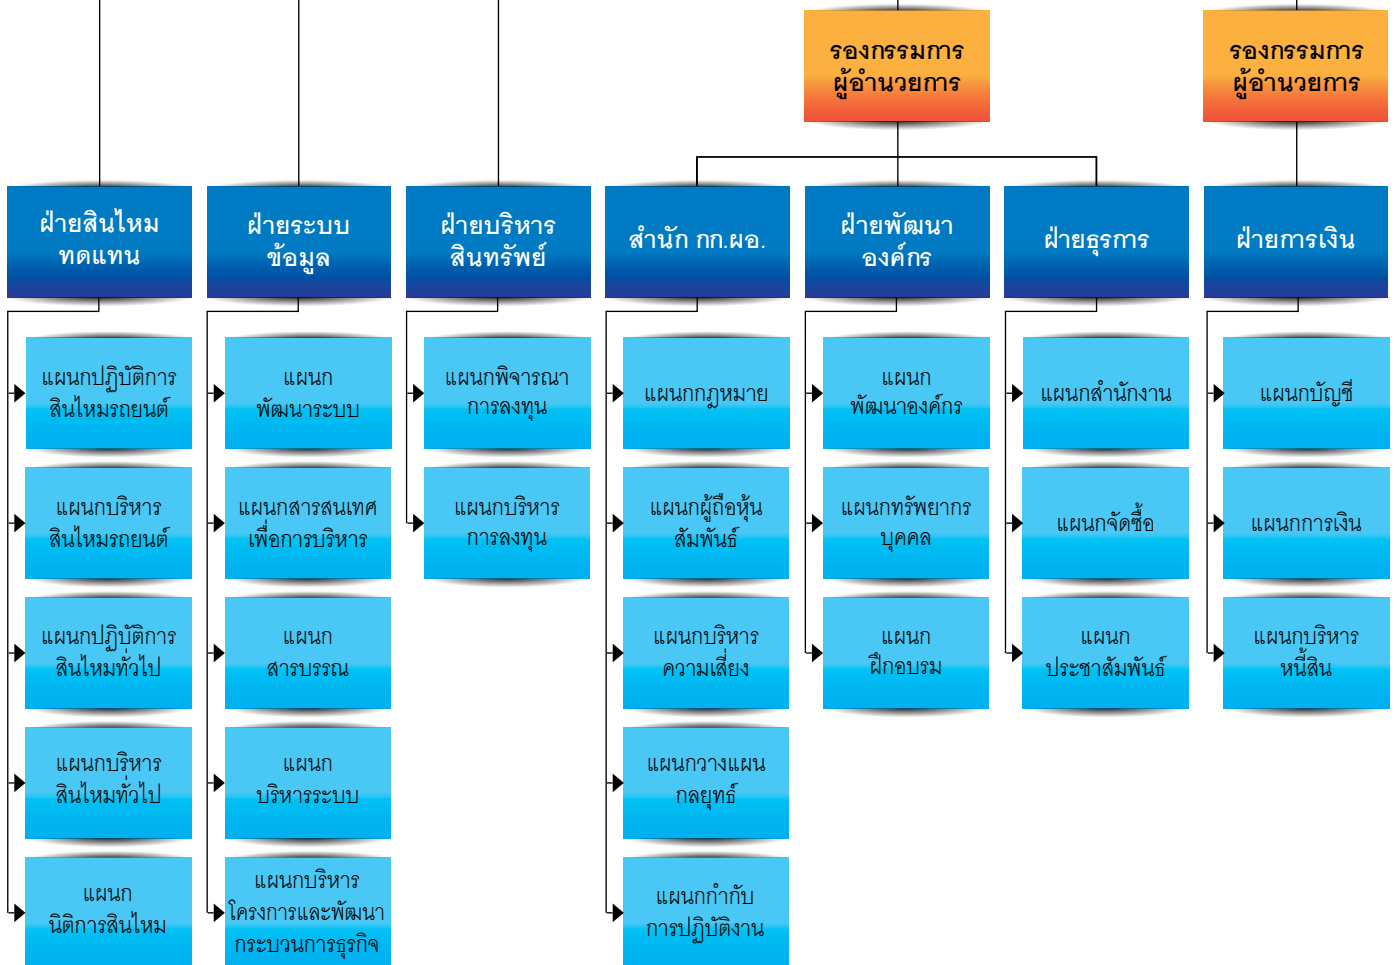 รองกรรมการ
ผู้อำนวยการ
รองกรรมการ
ผู้อำนวยการ
ฝ่ายสินไหม
ทดแทน
ฝ่ายระบบ
ข้อมูล
ฝ่ายบริหาร
สินทรัพย์
สำนัก กก.ผอ.
ฝ่ายพัฒนา
องค์กร
ฝ่ายธุรการ
ฝ่ายการเงิน
แผนกปฏิบัติการ
สินไหมรถยนต์
แผนกบริหาร
สินไหมรถยนต์
แผนกปฏิบัติการ
สินไหมทั่วไป
แผนกบริหาร
สินไหมทั่วไป
แผนก
นิติการสินไหม
แผนก
พัฒนาระบบ
แผนกสารสนเทศ
เพื่อการบริหาร
แผนก
สารบรรณ
แผนก
บริหารระบบ
แผนกบริหาร
โครงการและพัฒนา
กระบวนการธุรกิจ
แผนกพิจารณา
การลงทุน
แผนกบริหาร
การลงทุน
แผนกกฎหมาย
แผนกผู้ถือหุ้น
สัมพันธ์
แผนกบริหาร
ความเสี่ยง
แผนกวางแผน
กลยุทธ์
แผนกกำกับ
การปฏิบัติงาน
แผนก
พัฒนาองค์กร
แผนกทรัพยากร
บุคคล
แผนก
ฝึกอบรม
แผนกสำนักงาน
แผนกจัดซื้อ
แผนก
ประชาสัมพันธ์
แผนกบัญชี
แผนกการเงิน
แผนกบริหาร
หนี้สิน